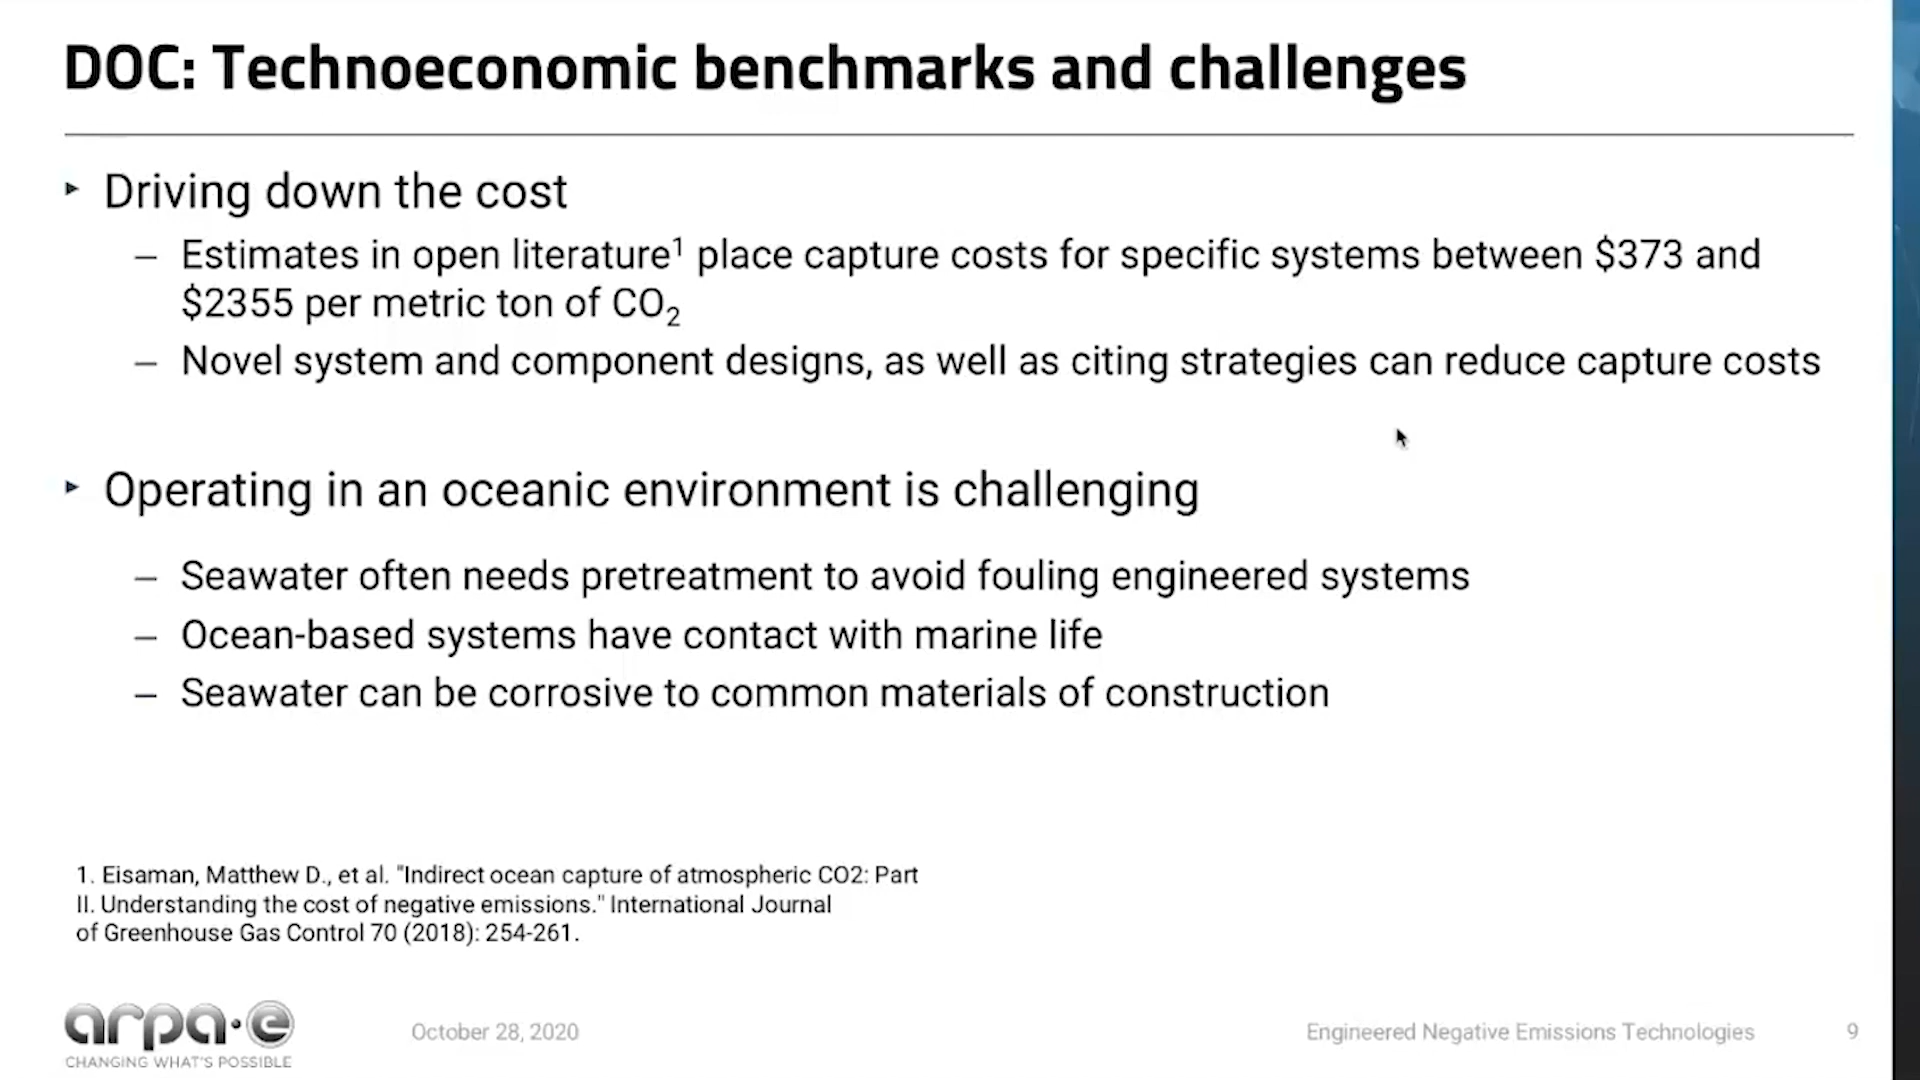 DOC: Technoeconomic benchmarks and challenges
‣ Driving down the cost
– Estimates in open literature¹ place capture costs for specific systems between $373 and
$2355 per metric ton of CO₂
– Novel system and component designs, as well as citing strategies can reduce capture costs
‣ Operating in an oceanic environment is challenging
– Seawater often needs pretreatment to avoid fouling engineered systems
– Ocean-based systems have contact with marine life
– Seawater can be corrosive to common materials of construction
1. Eisaman, Matthew D., et al. "Indirect ocean capture of atmospheric CO2: Part
II. Understanding the cost of negative emissions." International Journal
of Greenhouse Gas Control 70 (2018): 254-261.
arpa·e
CHANGING WHAT'S POSSIBLE
October 28, 2020
Engineered Negative Emissions Technologies
9